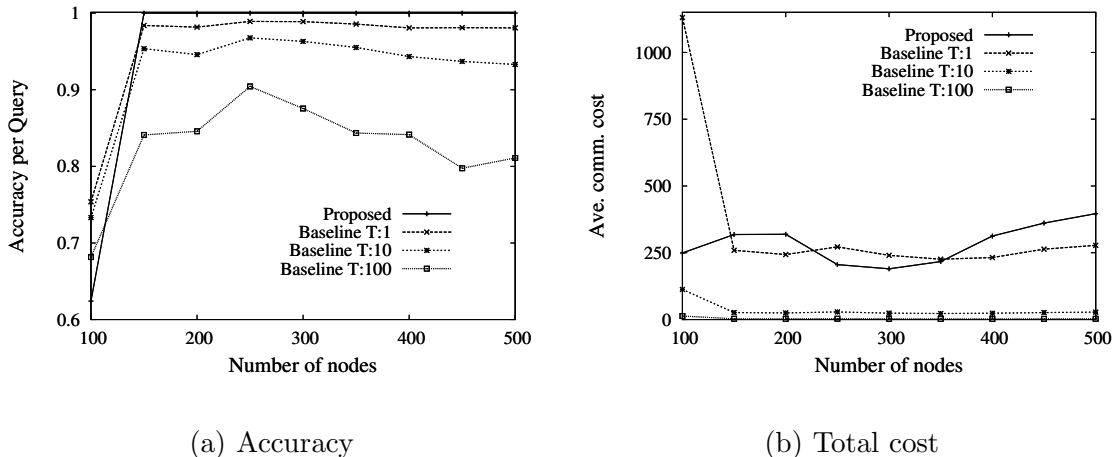 1
0.9
0.8
0.7
0.6
100
200
300
400
500
Accuracy per Query
Number of nodes
Proposed
Baseline T:1
Baseline T:10
Baseline T:100
(a) Accuracy
1000
750
500
250
0
100
200
300
400
500
Ave. comm. cost
Number of nodes
Proposed
Baseline T:1
Baseline T:10
Baseline T:100
(b) Total cost